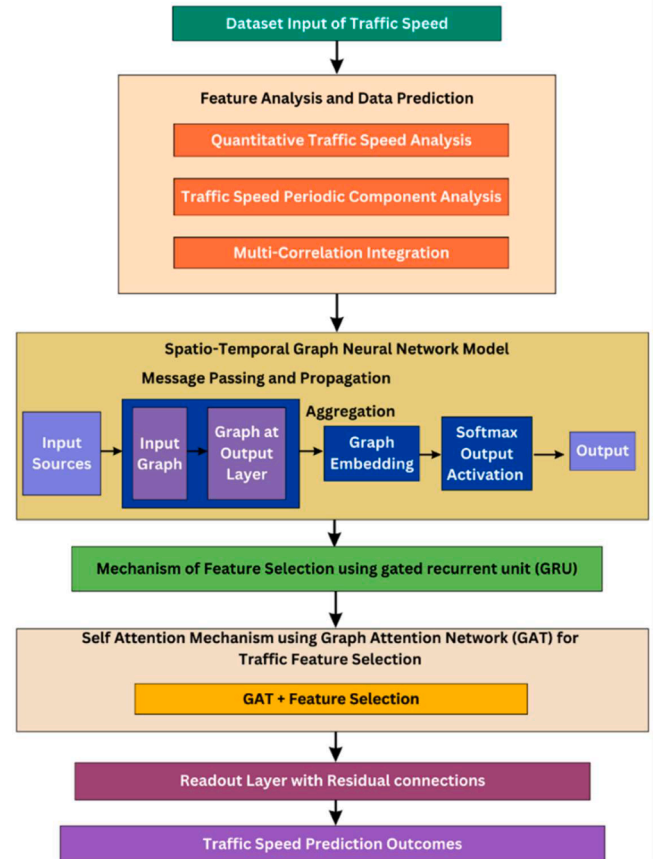 Dataset Input of Traffic Speed
Feature Analysis and Data Prediction
Quantitative Traffic Speed Analysis
Traffic Speed Periodic Component Analysis
Multi-Correlation Integration
Spatio-Temporal Graph Neural Network Model
Message Passing and Propagation
Aggregation
Input
Sources
Input
Graph
Graph at
Output
Layer
Graph
Embedding
Softmax
Output
Activation
Output
Mechanism of Feature Selection using gated recurrent unit (GRU)
Self Attention Mechanism using Graph Attention Network (GAT) for
Traffic Feature Selection
GAT + Feature Selection
Readout Layer with Residual connections
Traffic Speed Prediction Outcomes